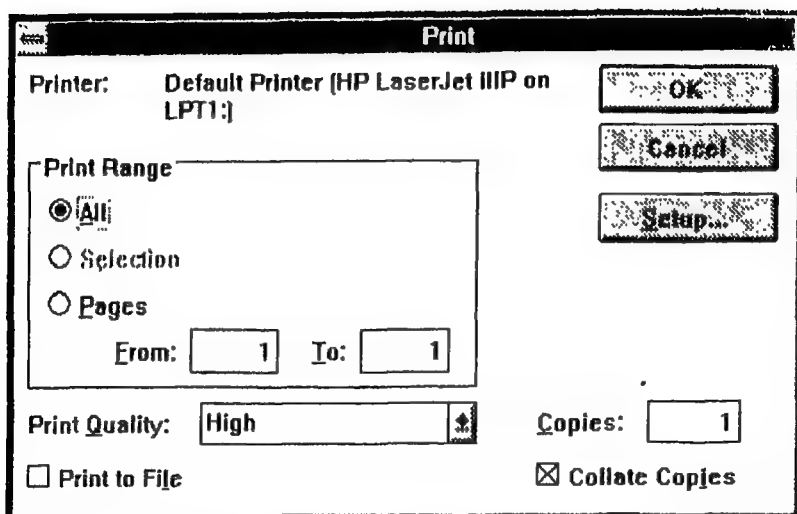 Print
Printer: Default Printer (HP LaserJet IIIP on
LPT1:)
OK
Cancel
Setup...
Print Range
All
Selection
Pages
From: 1 To: 1
Print Quality: High
Copies: 1
Print to File
Collate Copies